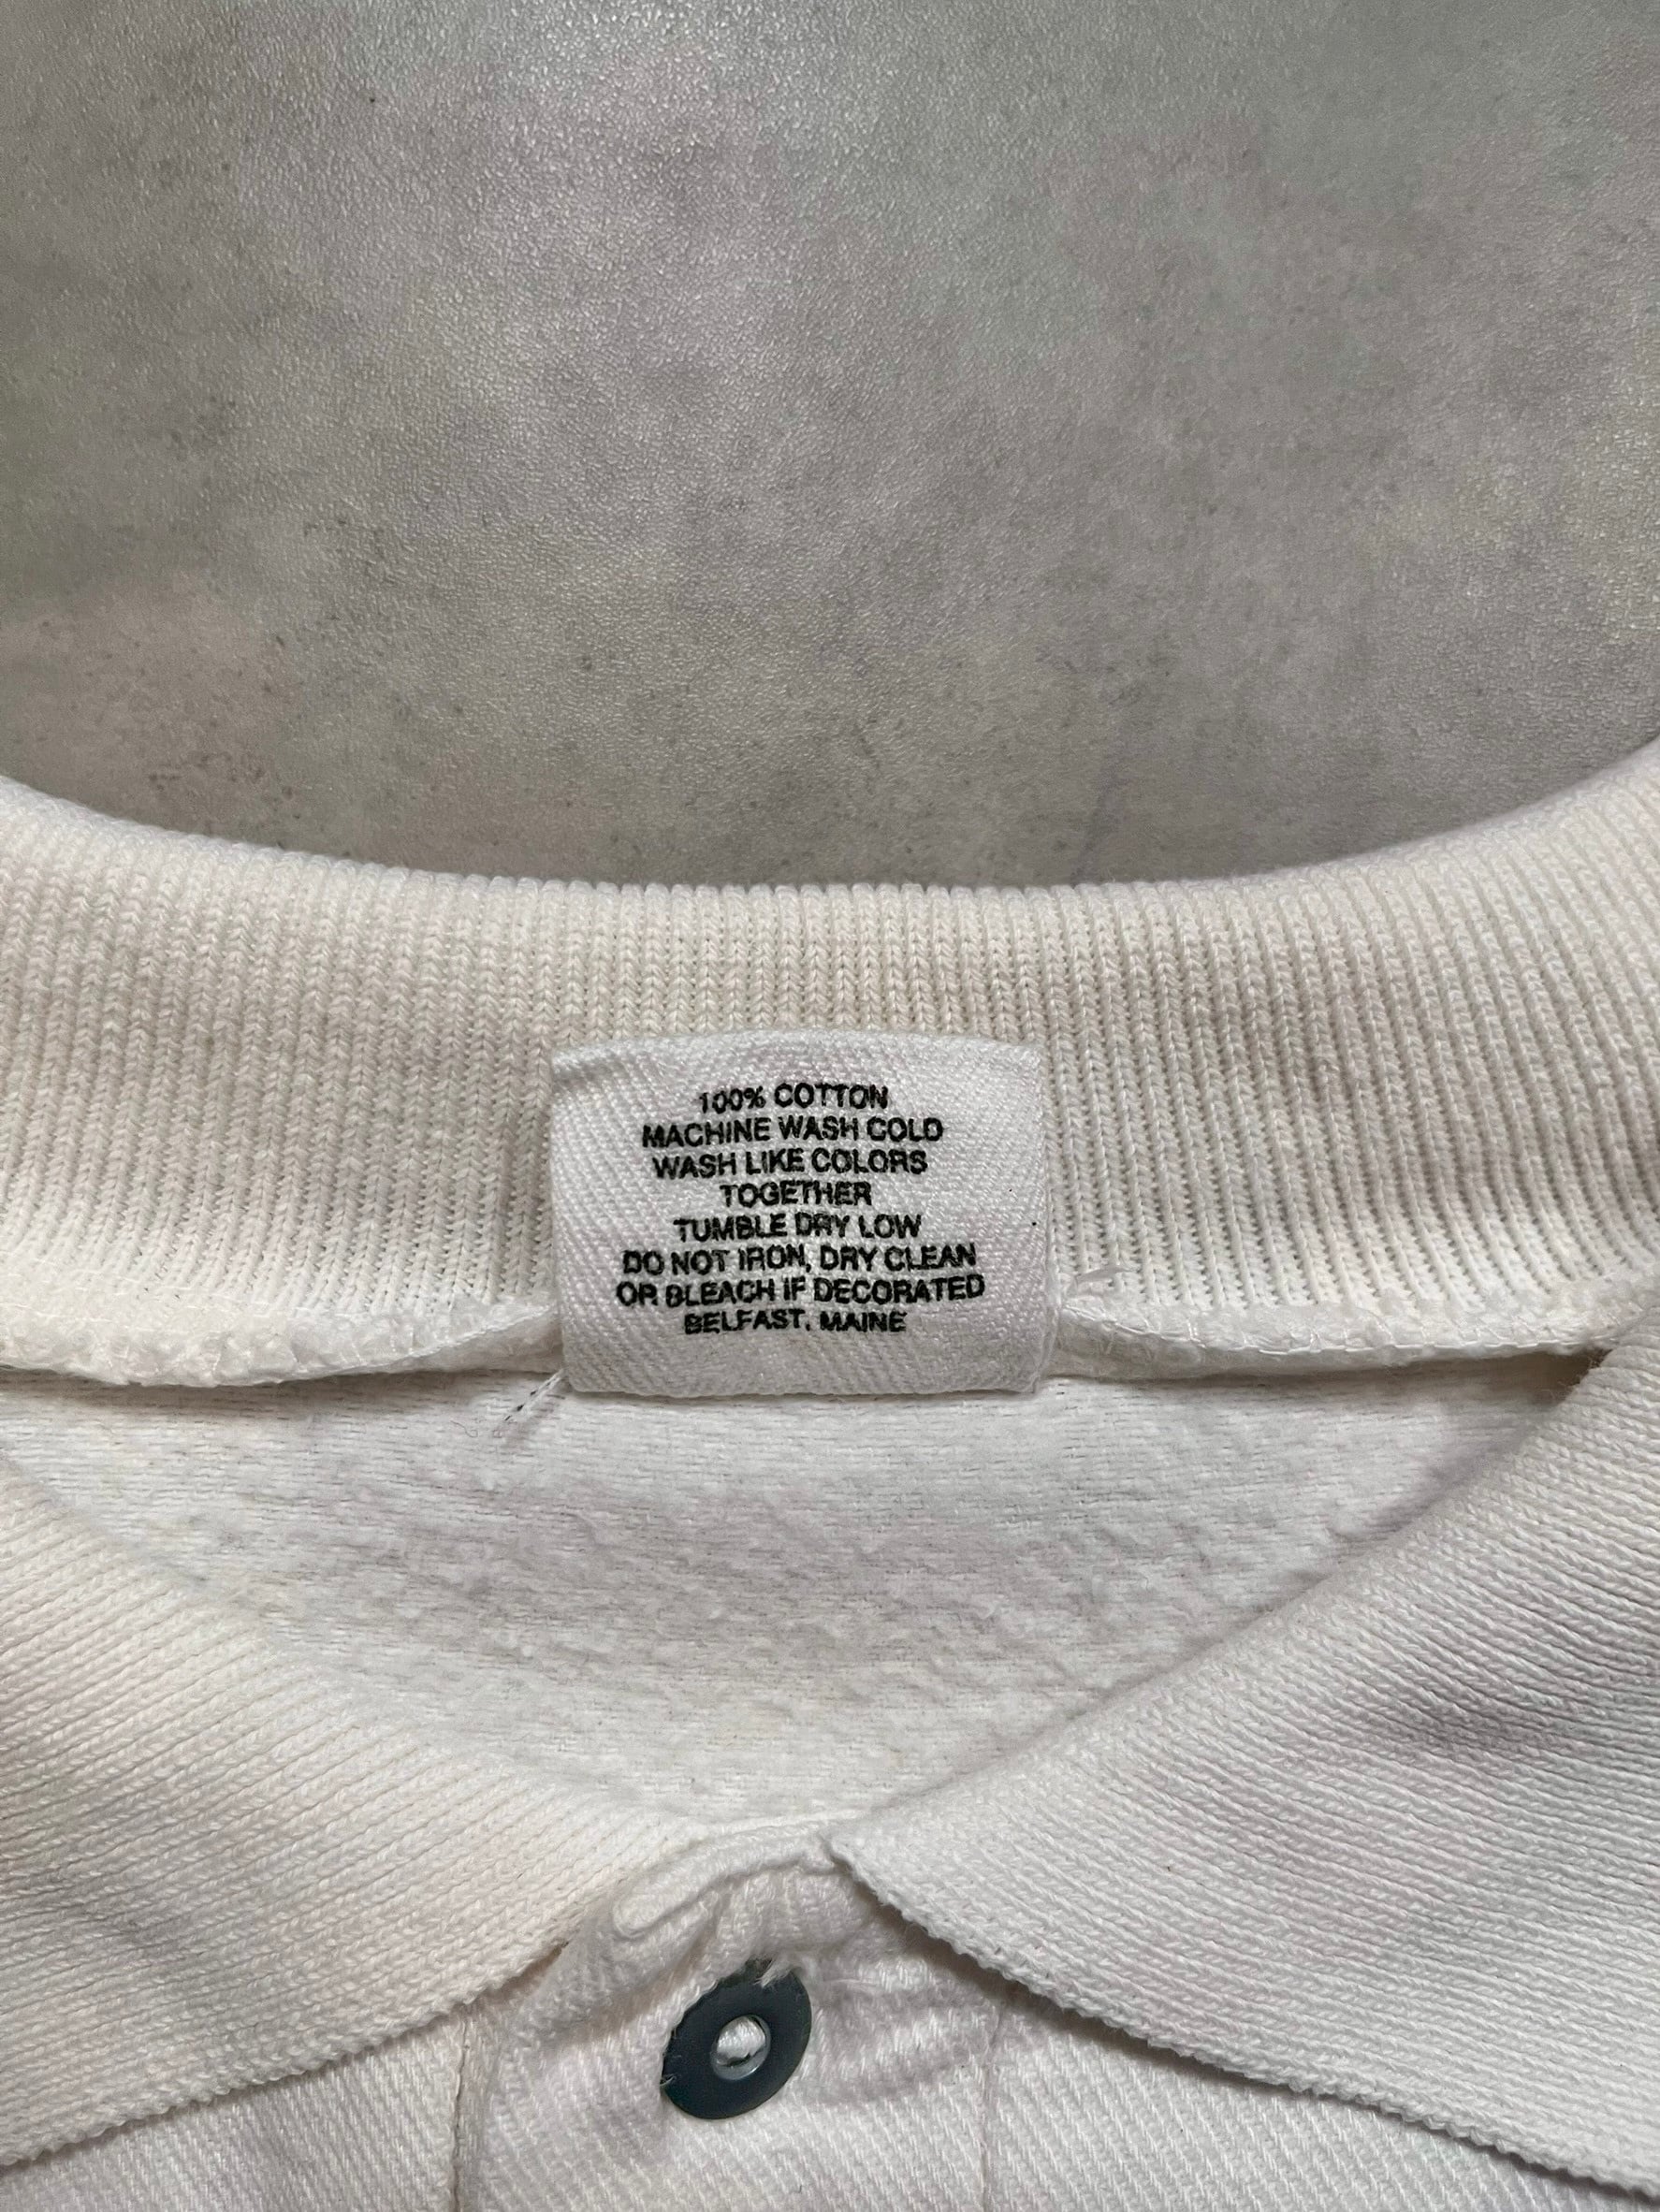 100% COTTON
MACHINE WASH COLD
WASH LIKE COLORS
TOGETHER
TUMBLE DRY LOW
DO NOT IRON, DRY CLEAN
OR BLEACH IF DECORATED
BELFAST, MAINE